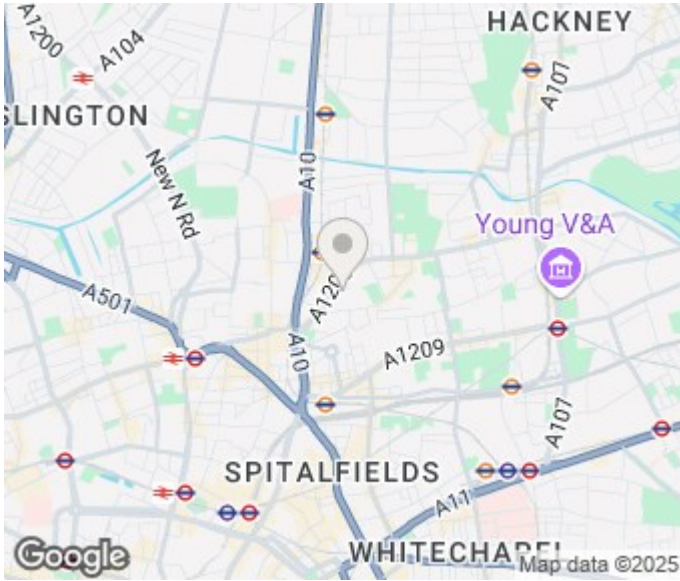 HACKNEY
A1200
A104
A107
SLINGTON
A10
New N Rd
Young V&A
A120
A501
A10
A1209
A107
SPITALFIELDS
A11
WHITECHAPEL
Google
Map data ©2025